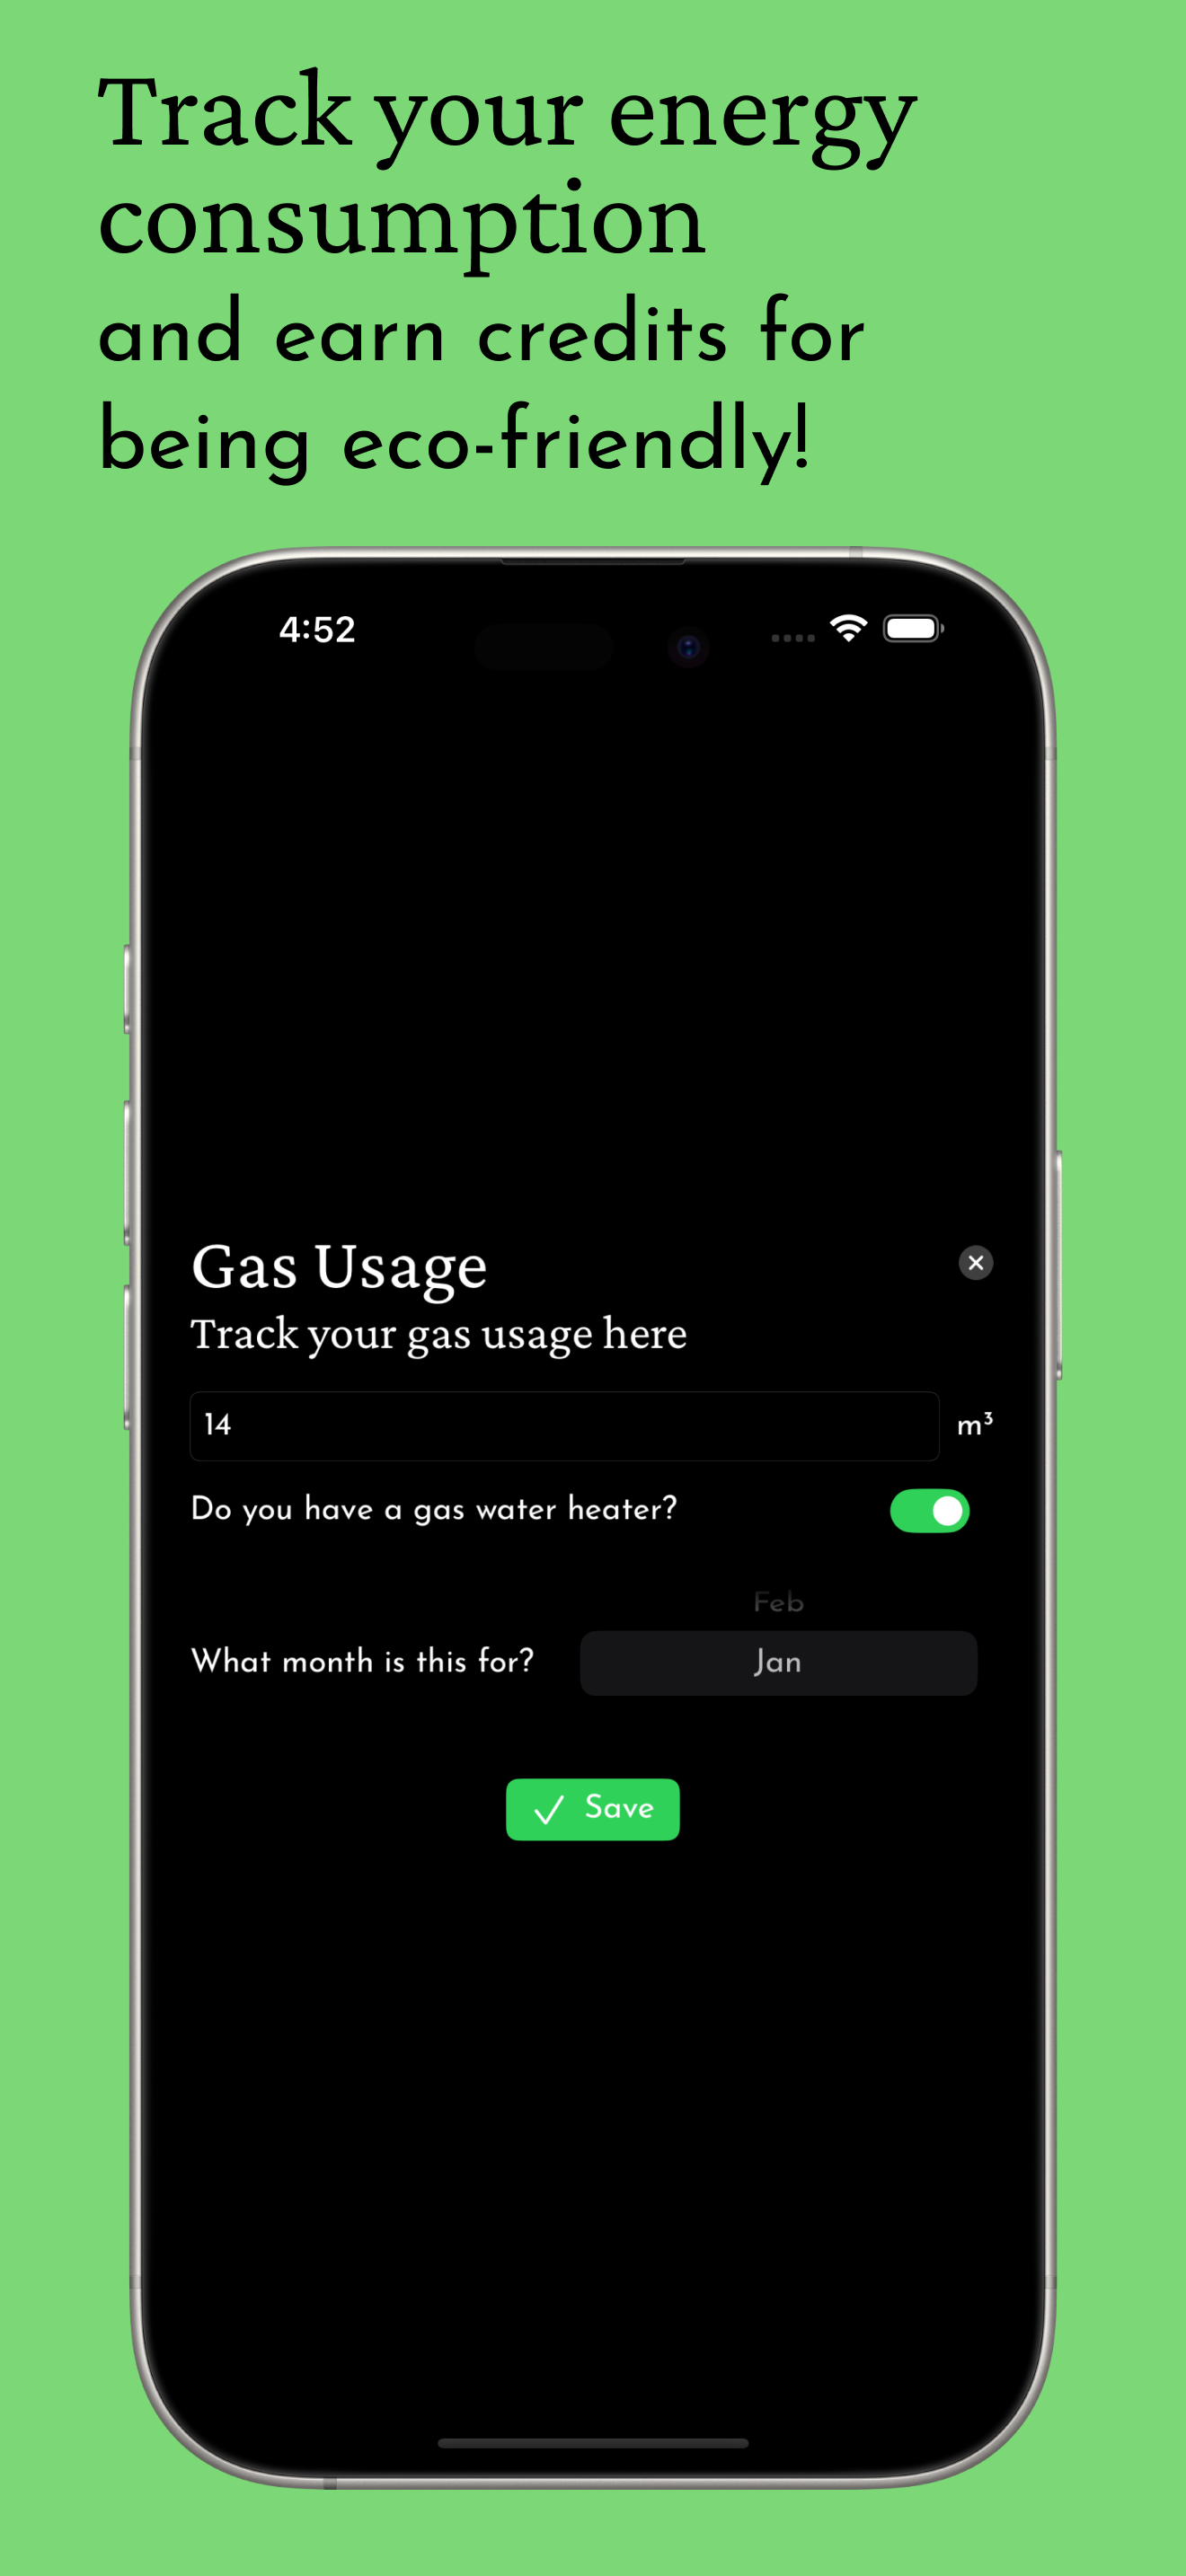 Track your energy
consumption
and earn credits for
being eco-friendly!
4:52
Gas Usage
Track your gas usage here
14 m³
Do you have a gas water heater?
Feb
What month is this for? Jan
Save